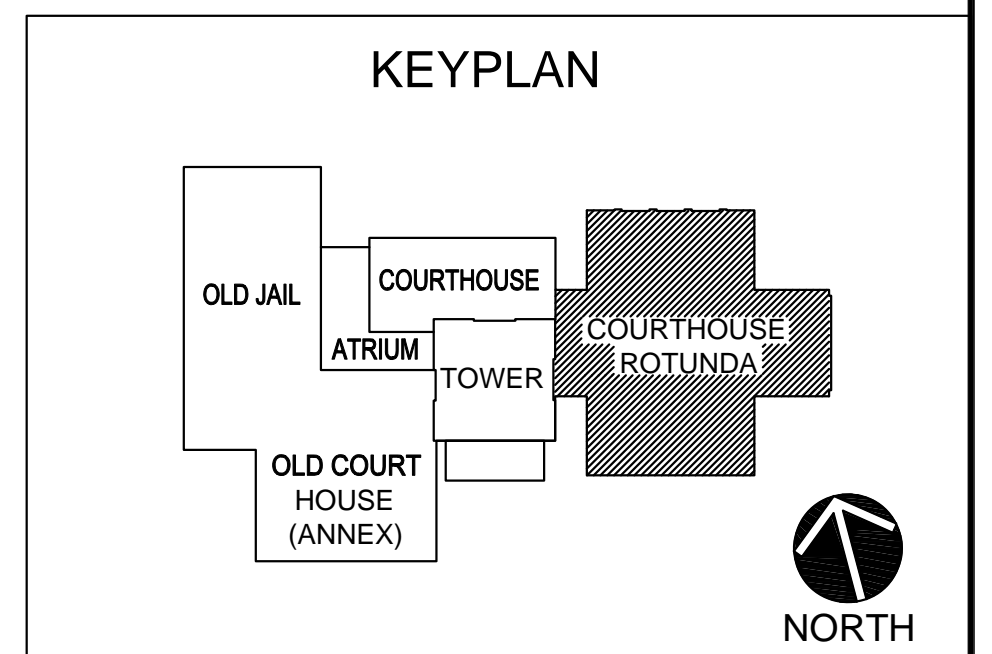 KEYPLAN
OLD JAIL
COURTHOUSE
ATRIUM
TOWER
COURTHOUSE
ROTUNDA
OLD COURT
HOUSE
(ANNEX)
NORTH